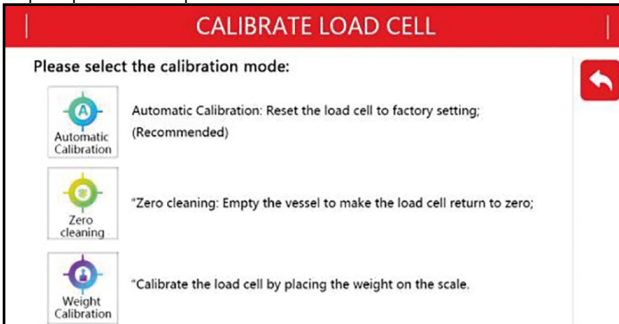 CALIBRATE LOAD CELL
Please select the calibration mode:
A
Automatic
Calibration
Automatic Calibration: Reset the load cell to factory setting;
(Recommended)
Zero
cleaning
"Zero cleaning: Empty the vessel to make the load cell return to zero;
Weight
Calibration
"Calibrate the load cell by placing the weight on the scale.